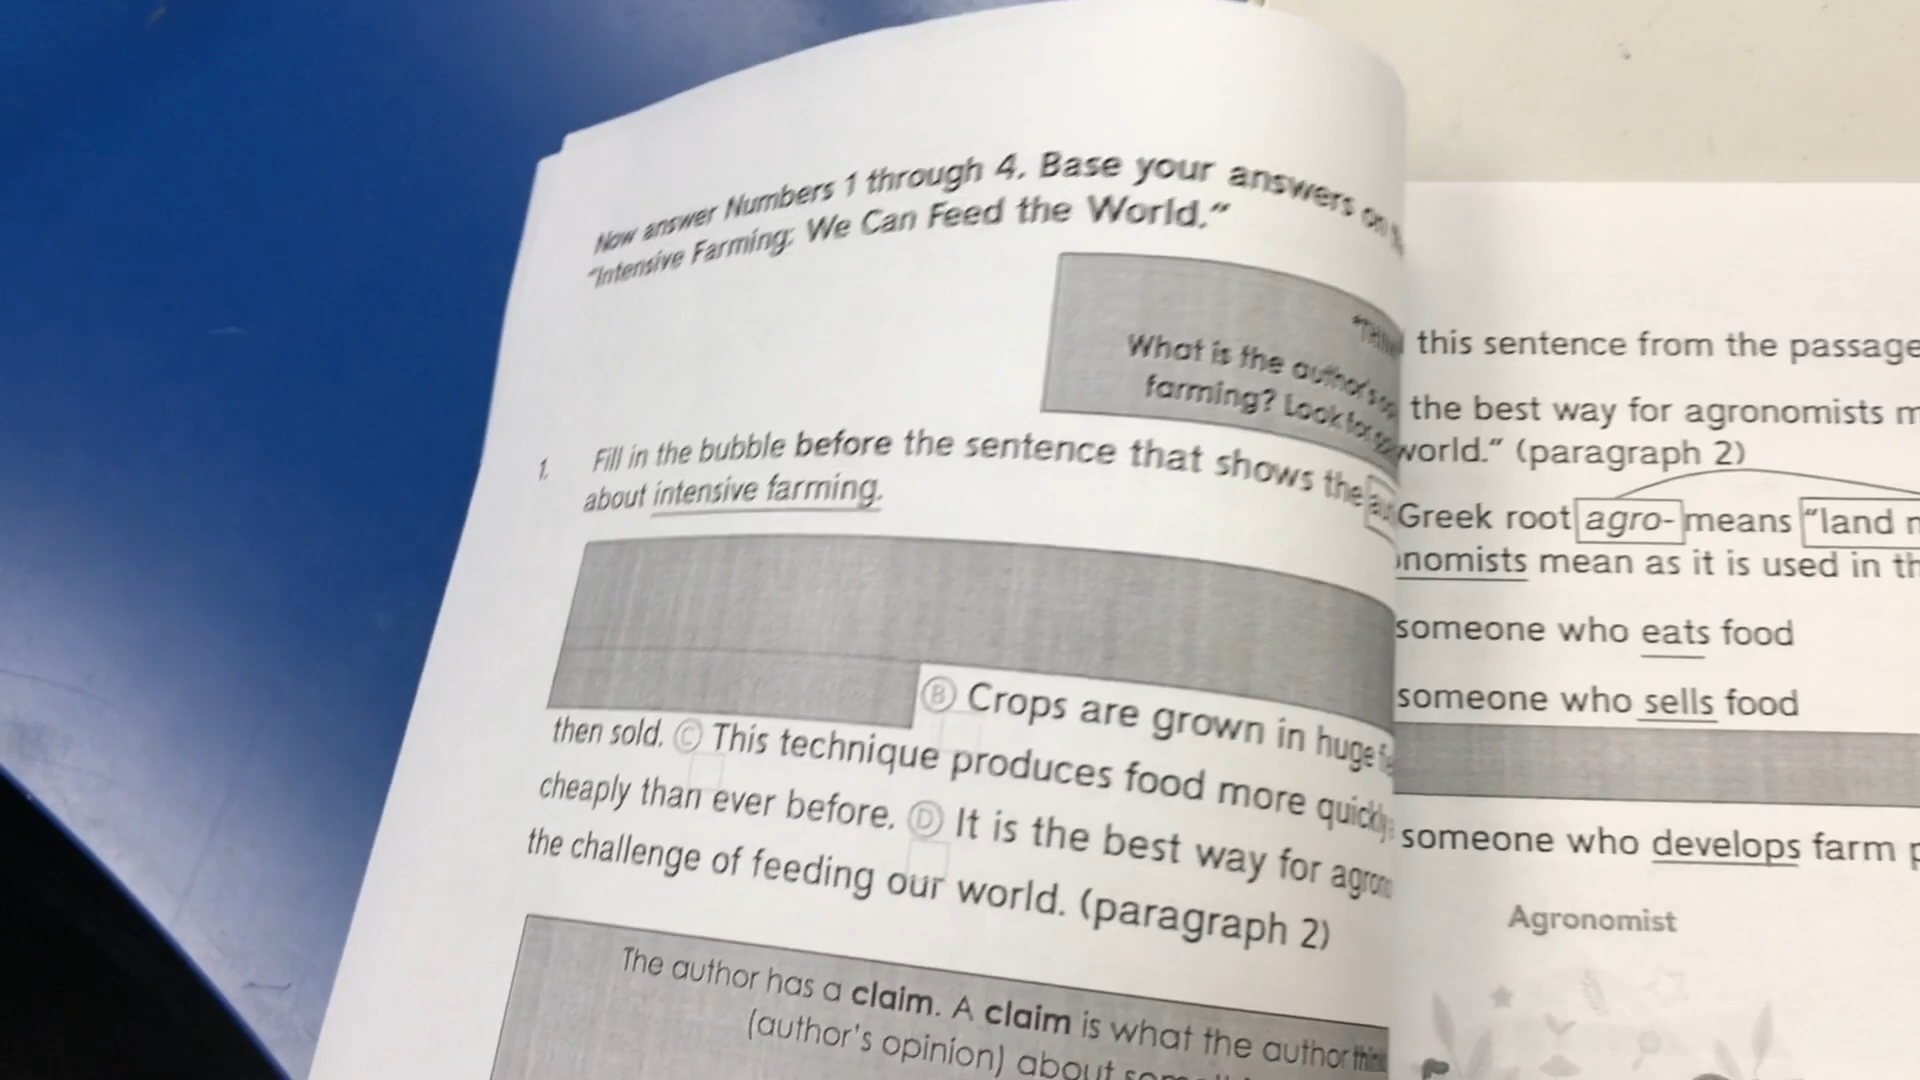 Now answer Numbers 1 through 4. Base your answers on
"Intensive Farming: We Can Feed the World."
What is the author's
farming? Look for
1. Fill in the bubble before the sentence that shows the
about intensive farming.
Ⓑ Crops are grown in huge
then sold. Ⓒ This technique produces food more quickly
cheaply than ever before. Ⓓ It is the best way for
the challenge of feeding our world. (paragraph 2)
The author has a claim. A claim is what the author
(author's opinion) about
this sentence from the passage
the best way for agronomists
world." (paragraph 2)
Greek root agro- means "land
nomists mean as it is used in
someone who eats food
someone who sells food
someone who develops farm
Agronomist